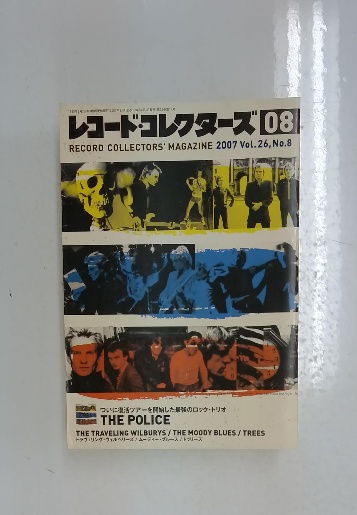 レコード・コレクターズ 08
RECORD COLLECTORS' MAGAZINE 2007 Vol.26, No.8
ついに復活ツアーを開始した最強のロック・トリオ
THE POLICE
THE TRAVELING WILBURYS / THE MOODY BLUES / TREES
トラヴェリング・ウィルベリーズ / ムーディー・ブルース / トゥリーズ